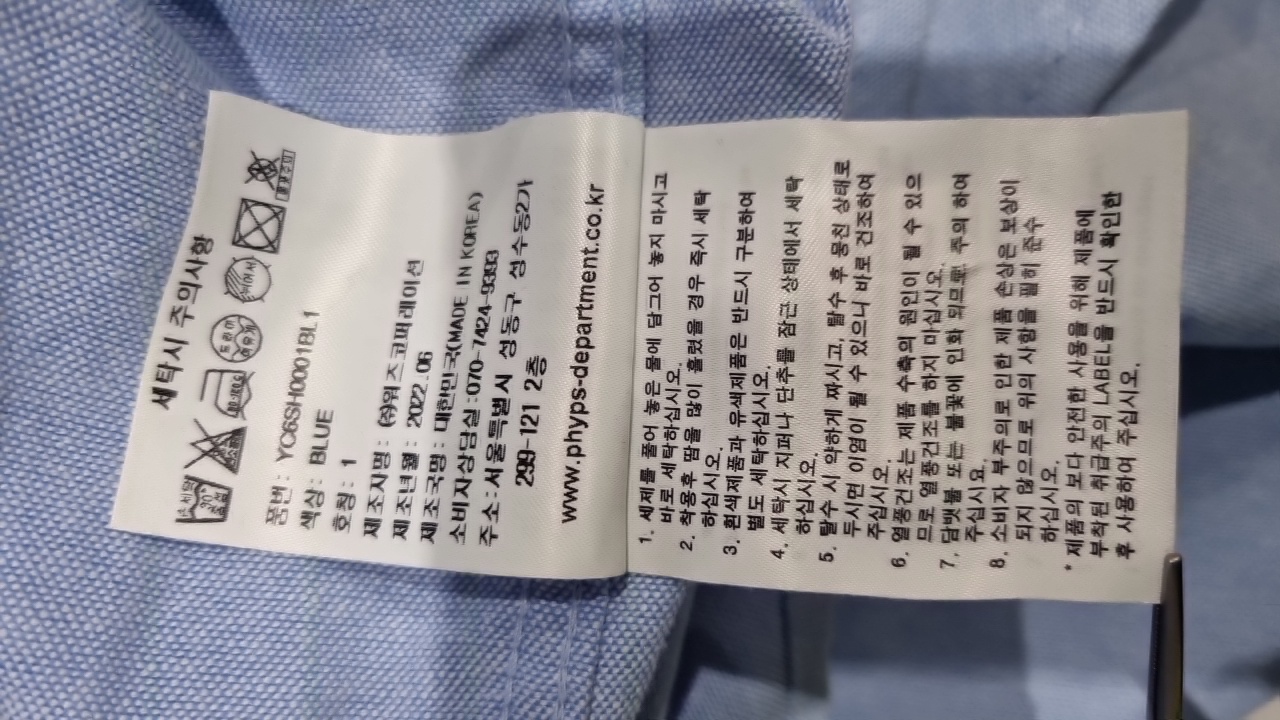 세탁시 주의사항
드라이
품번 : YC6SH0001BL1
색상 : BLUE
호칭 : 1
제조사명 : (주)워즈코퍼레이션
제조년월 : 2022.06
제조국명 : 대한민국(MADE IN KOREA)
소비자상담실 : 070-7424-9393
주소 : 서울특별시 성동구 성수동2가
299-121 2층
www.phyps-department.co.kr
1. 세제를 풀어 놓은 물에 담그어 놓지 마시고
바로 세탁하십시오.
2. 착용후 땀을 많이 흘렸을 경우 즉시 세탁
하십시오.
3. 흰색제품과 유색제품은 반드시 구분하여
별도 세탁하십시오.
4. 세탁시 지퍼나 단추를 잠근 상태에서 세탁
하십시오.
5. 탈수 시 약하게 짜시고, 탈수 후 뭉친 상태로
두시면 이염이 될 수 있으니 바로 건조하여
주십시오.
6. 열풍건조는 제품 수축의 원인이 될 수 있으
므로 열풍건조를 하지 마십시오.
7. 담뱃불 또는 불꽃에 인화 되므로 주의 하여
주십시요.
8. 소비자 부주의로 인한 제품 손상은 보상이
되지 않으므로 위의 사항을 필히 준수
하십시오.
* 제품의 보다 안전한 사용을 위해 제품에
부착된 취급주의 LABEL을 반드시 확인한
후 사용하여 주십시오.